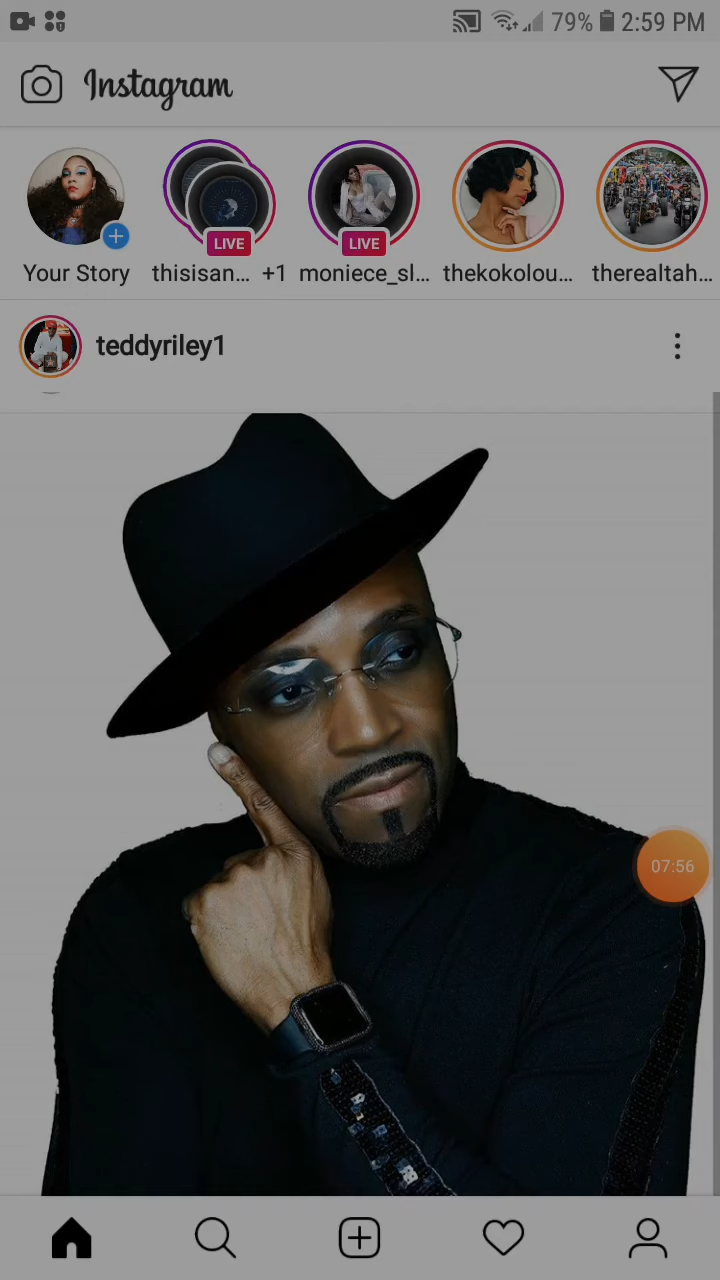 79% 2:59 PM
Instagram
LIVE
LIVE
Your Story
thisisan... +1
moniece_sl...
thekokolou...
therealtah...
teddyriley1
07:56